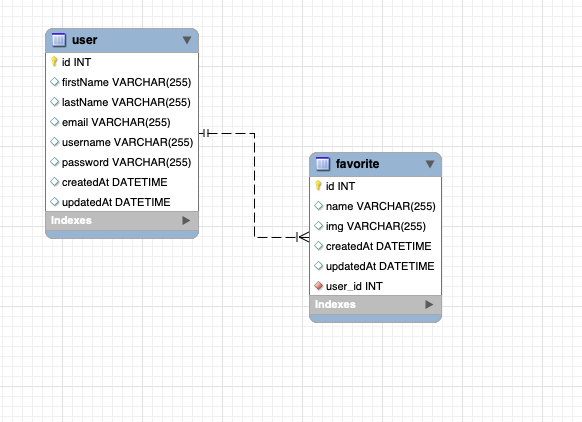 user
id INT
firstName VARCHAR(255)
lastName VARCHAR(255)
email VARCHAR(255)
username VARCHAR(255)
password VARCHAR(255)
createdAt DATETIME
updatedAt DATETIME
Indexes
favorite
id INT
name VARCHAR(255)
img VARCHAR(255)
createdAt DATETIME
updatedAt DATETIME
user_id INT
Indexes